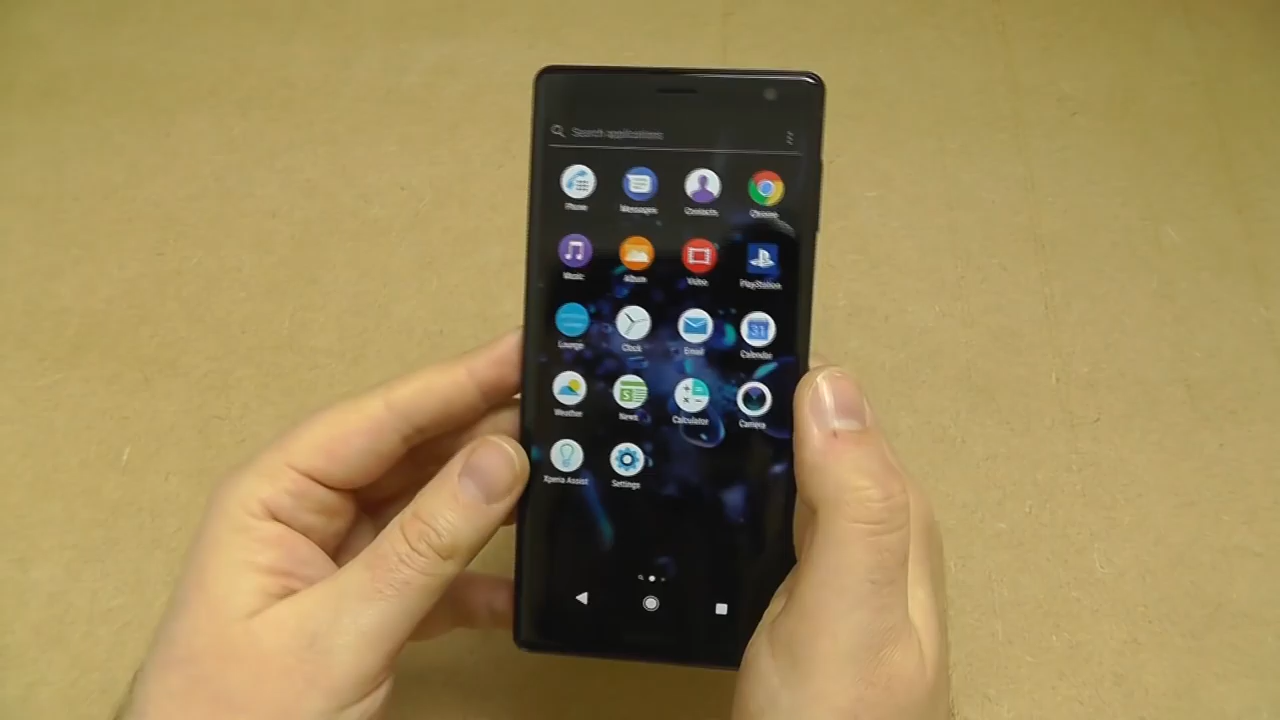 Search applications
Phone Messages Contacts Chrome
Music Album Video PlayStation
Lounge Clock Email 31 Calendar
Weather S News Calculator Camera
Xperia Assist Settings